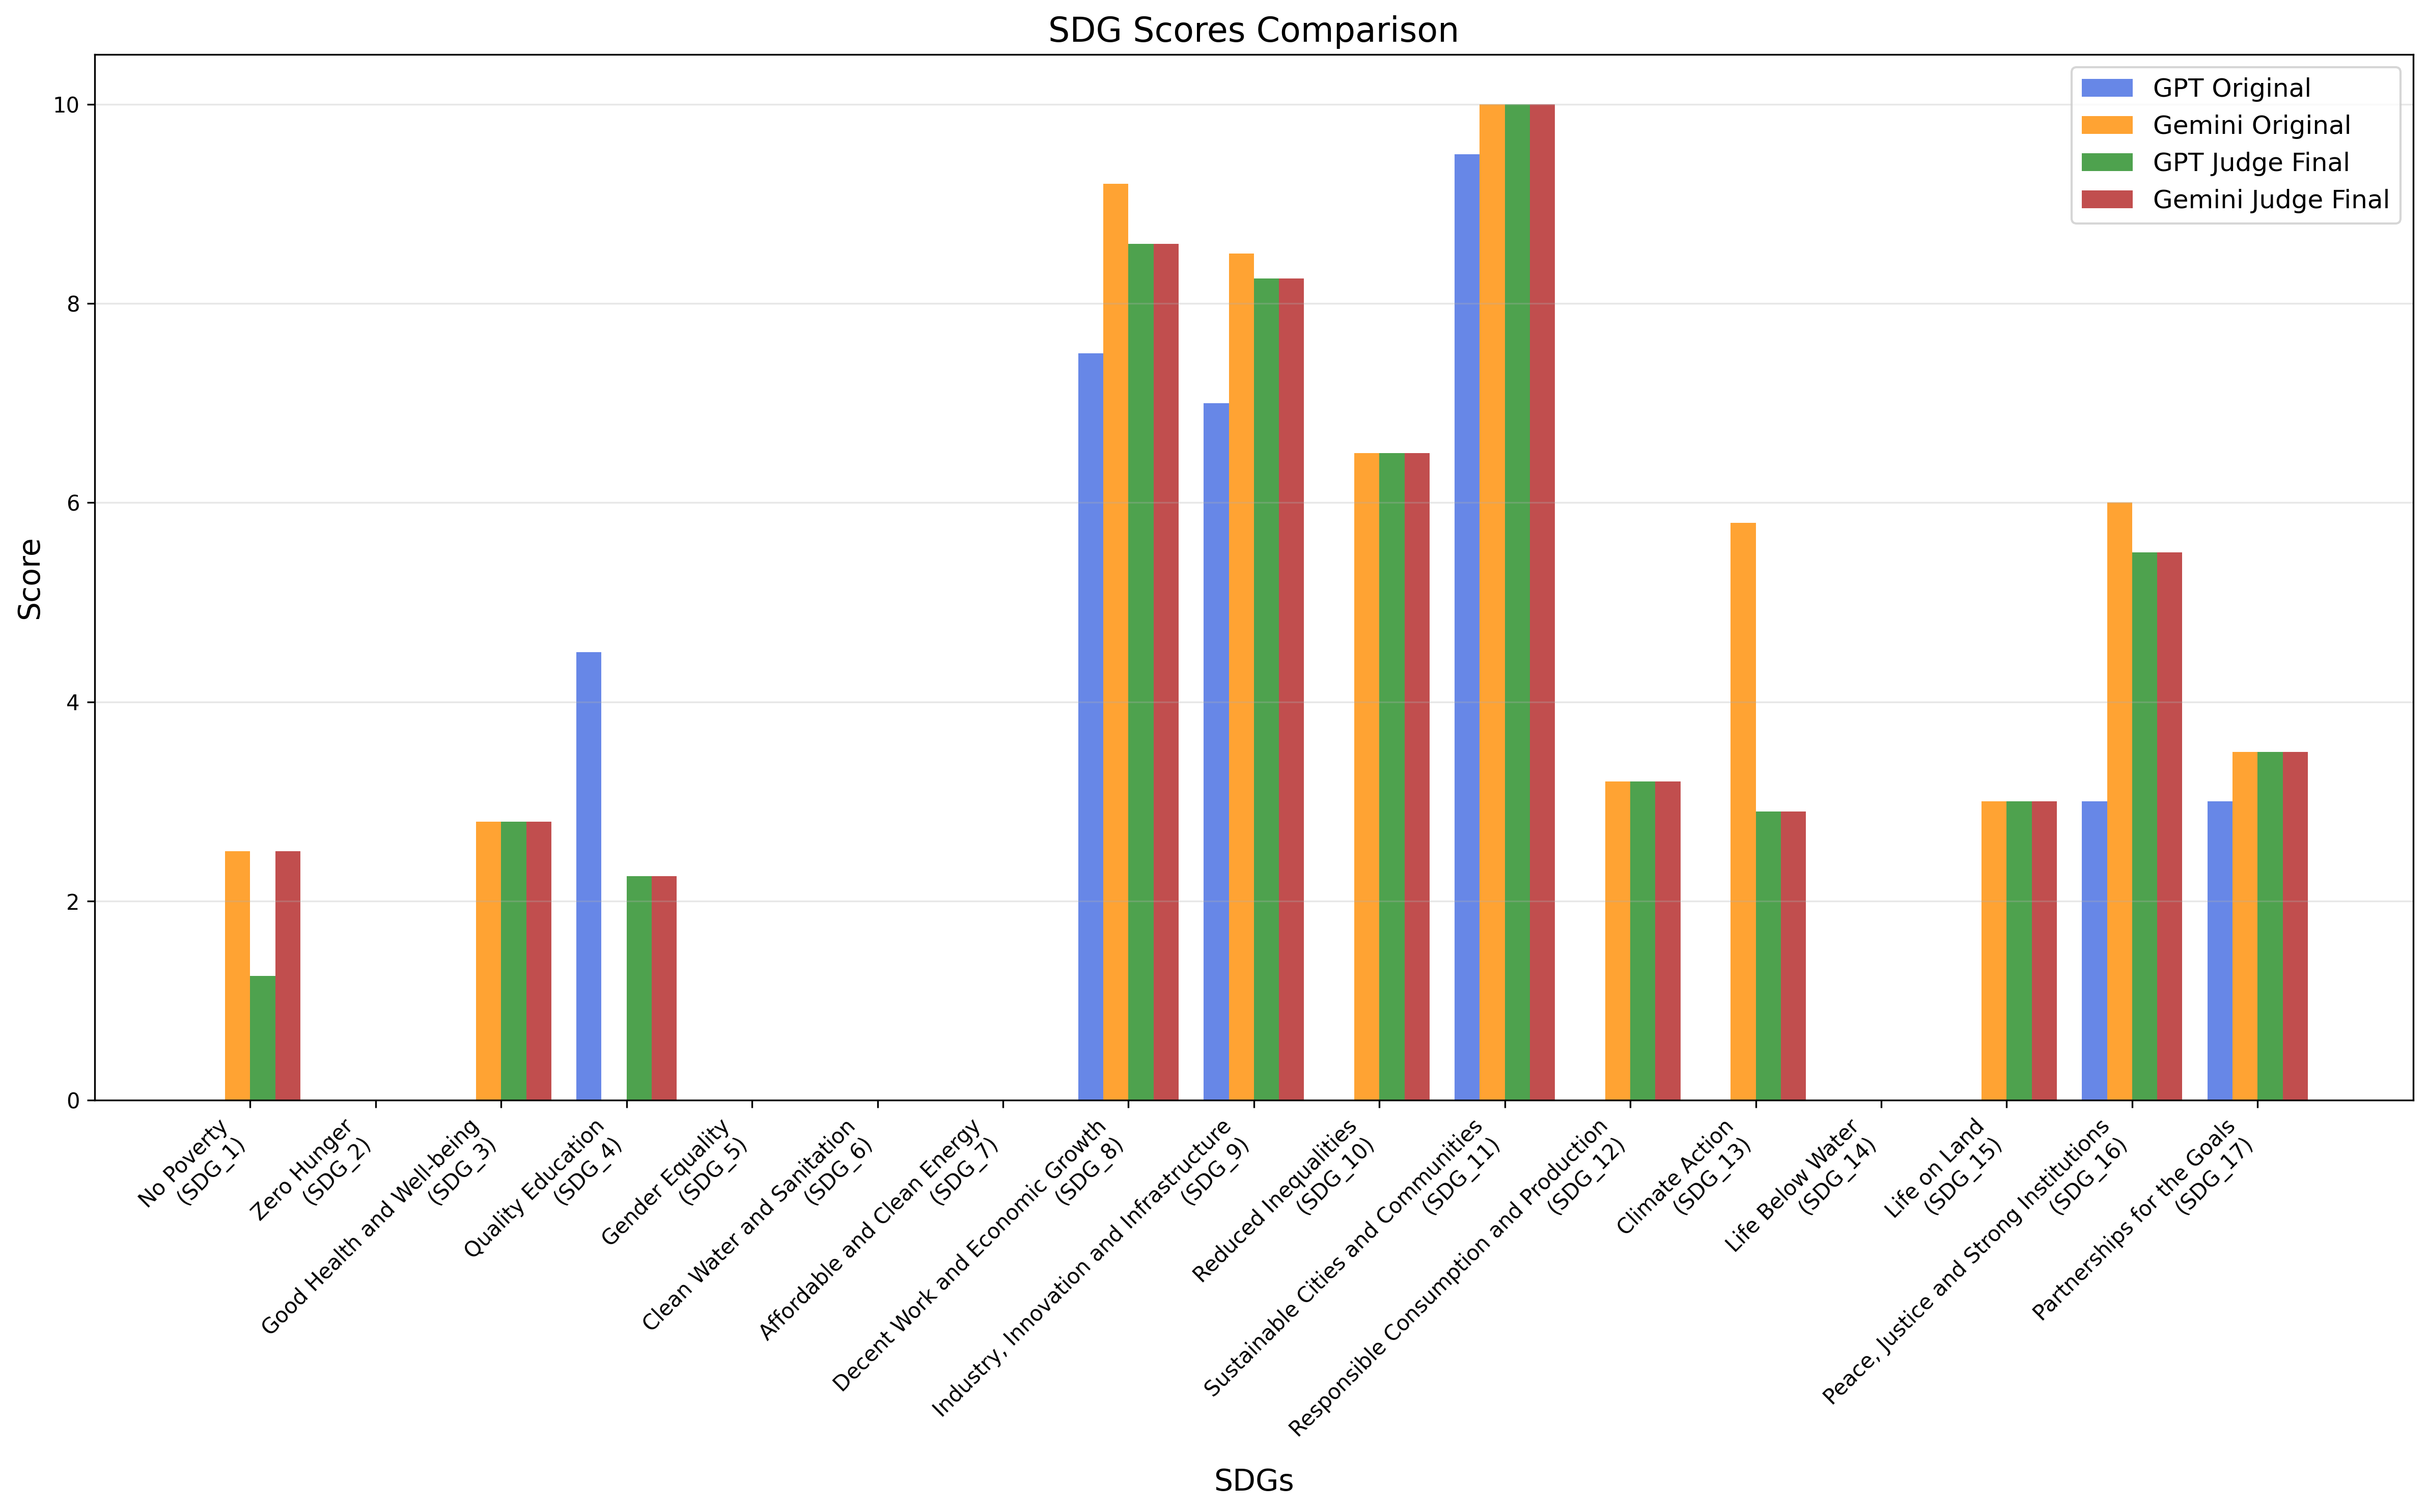 SDG Scores Comparison
GPT Original
Gemini Original
GPT Judge Final
Gemini Judge Final
Score
10
8
6
4
2
0
No Poverty
(SDG_1)
Zero Hunger
(SDG_2)
Good Health and Well-being
(SDG_3)
Quality Education
(SDG_4)
Gender Equality
(SDG_5)
Clean Water and Sanitation
(SDG_6)
Affordable and Clean Energy
(SDG_7)
Decent Work and Economic Growth
(SDG_8)
Industry, Innovation and Infrastructure
(SDG_9)
Reduced Inequalities
(SDG_10)
Sustainable Cities and Communities
(SDG_11)
Responsible Consumption and Production
(SDG_12)
Climate Action
(SDG_13)
Life Below Water
(SDG_14)
Life on Land
(SDG_15)
Peace, Justice and Strong Institutions
(SDG_16)
Partnerships for the Goals
(SDG_17)
SDGs